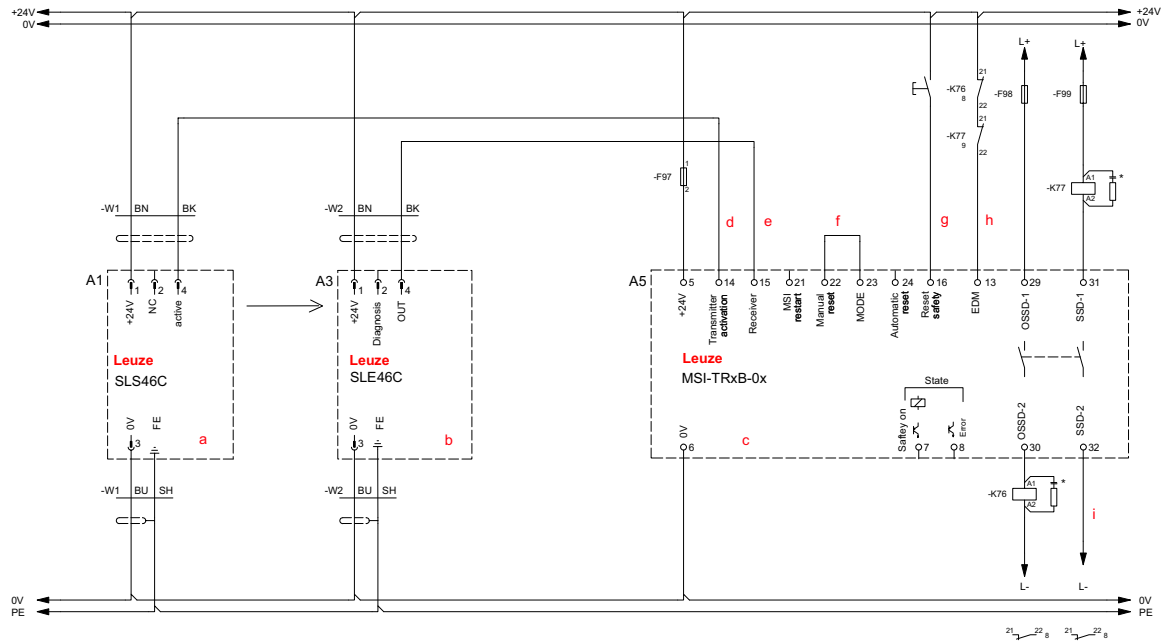 +24V +24V
0V 0V
L+ L+
21
-K76
8
22
-F98 -F99
21
-K77
9
22
1
-F97
2
A1 *
-K77
A2
-W1 BN BK
-W2 BN BK
d e f g h
A1 A3 A5
1 2 4
1 2 4
5 14 15 21 22 23 24 16 13 29 31
+24V
NC
active
+24V
Diagnosis
OUT
+24V
Transmitter
activation
Receiver
MSI
restart
Manual
reset
MODE
Automatic
reset
Reset
safety
EDM
OSSD-1
SSD-1
Leuze
SLS46C
Leuze
SLE46C
Leuze
MSI-TRxB-0x
State
Saftey on
Error
0V
FE
0V
FE
0V
OSSD-2
SSD-2
a b c
3 3 6 7 8 30 32
-W1 BU SH
-W2 BU SH
A1 *
-K76
A2
i
L- L-
0V 0V
PE PE
21 22 8 21 22 8